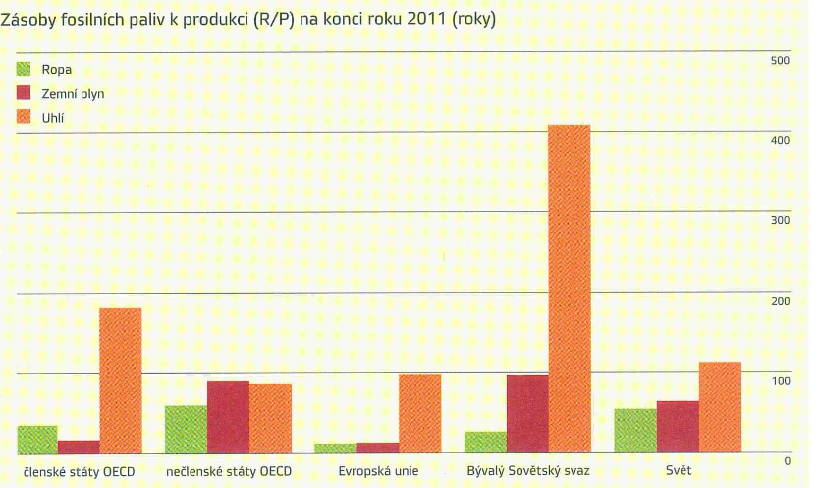 Zásoby fosilních paliv k produkci (R/P) na konci roku 2011 (roky)
500
Ropa
Zemní plyn
Uhlí
400
300
200
100
0
členské státy OECD
nečlenské státy OECD
Evropská unie
Bývalý Sovětský svaz
Svět